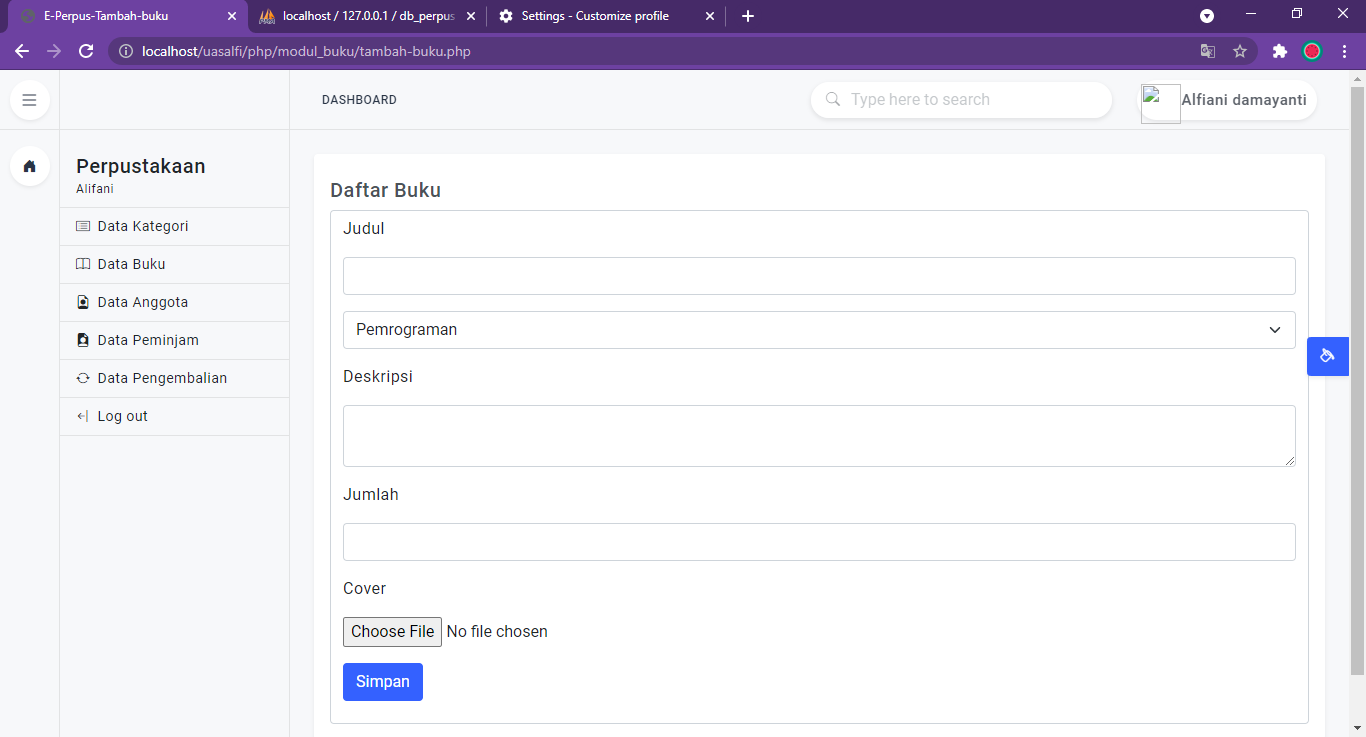 E-Perpus-Tambah-buku
localhost / 127.0.0.1 / db_perpus
Settings - Customize profile
localhost/uasalfi/php/modul_buku/tambah-buku.php
DASHBOARD
Type here to search
Alfiani damayanti
Perpustakaan
Alifani
Data Kategori
Data Buku
Data Anggota
Data Peminjam
Data Pengembalian
Log out
Daftar Buku
Judul
Pemrograman
Deskripsi
Jumlah
Cover
Choose File No file chosen
Simpan